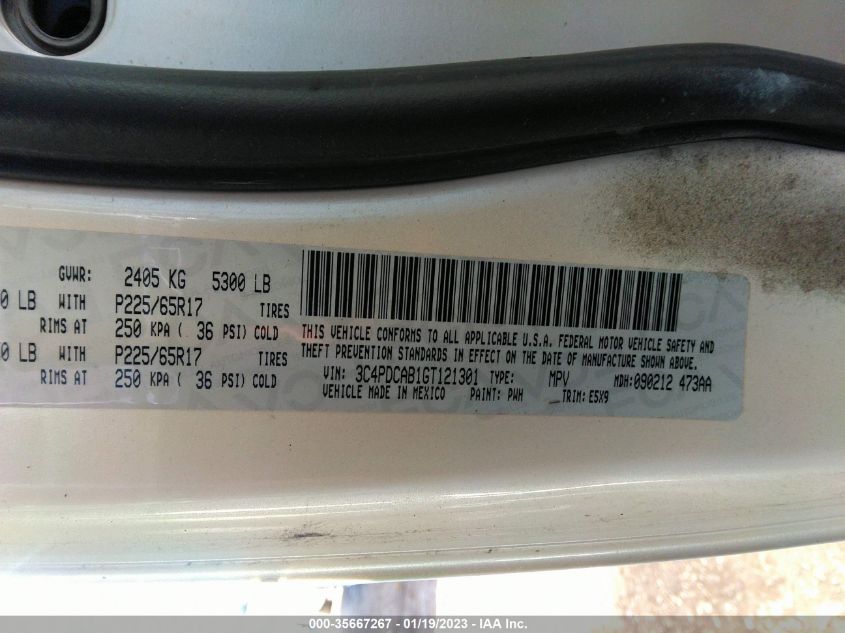 GVWR: 2405 KG 5300 LB
0 LB WITH P225/65R17 TIRES
RIMS AT 250 KPA ( 36 PSI) COLD
0 LB WITH P225/65R17 TIRES
RIMS AT 250 KPA ( 36 PSI) COLD
THIS VEHICLE CONFORMS TO ALL APPLICABLE U.S.A. FEDERAL MOTOR VEHICLE SAFETY AND
THEFT PREVENTION STANDARDS IN EFFECT ON THE DATE OF MANUFACTURE SHOWN ABOVE.
VIN: 3C4PDCAB1GT121301 TYPE: MPV MDH:090212 473AA
VEHICLE MADE IN MEXICO PAINT: PWH TRIM: E5X9
000-35667267 - 01/19/2023 - © IAA Inc.